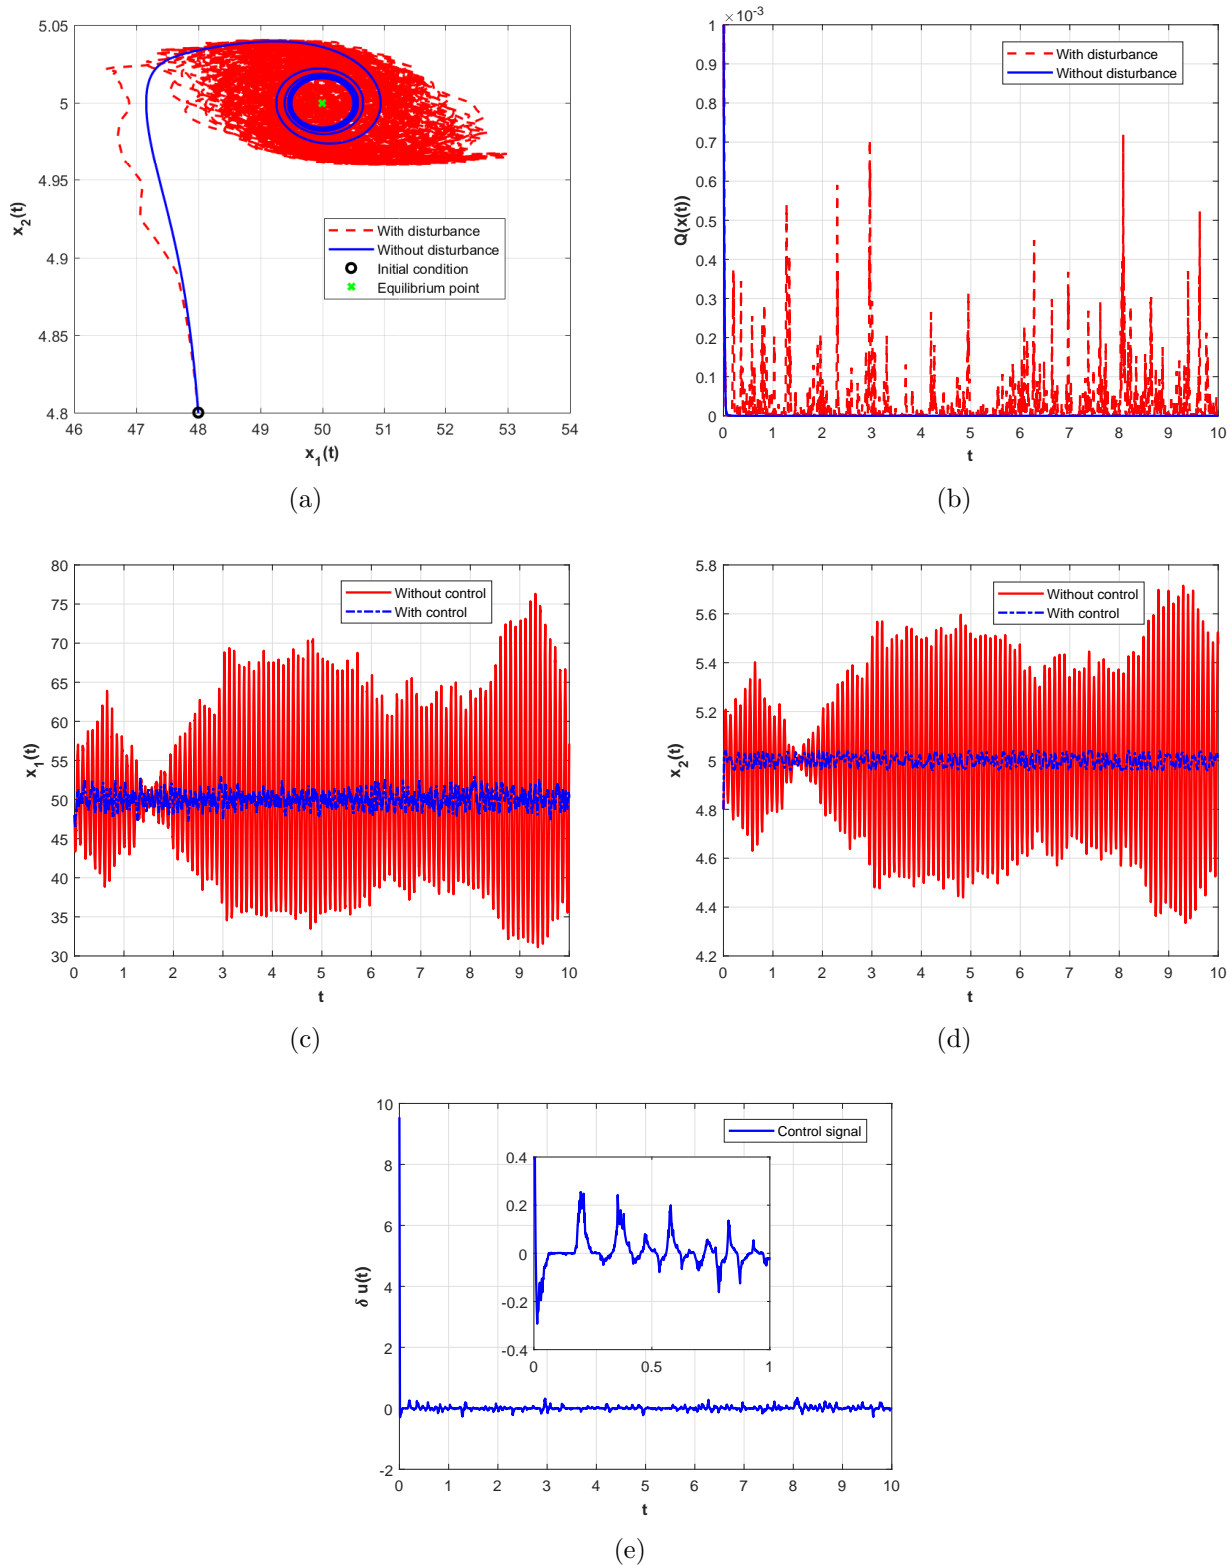 5.05
5
4.95
4.9
4.85
4.8
x2(t)
With disturbance
Without disturbance
Initial condition
Equilibrium point
46 47 48 49 50 51 52 53 54
x1(t)
(a)
×10-3
1
0.9
0.8
0.7
0.6
0.5
0.4
0.3
0.2
0.1
0
Q(x(t))
With disturbance
Without disturbance
0 1 2 3 4 5 6 7 8 9 10
t
(b)
80
75
70
65
60
55
50
45
40
35
30
x1(t)
Without control
With control
0 1 2 3 4 5 6 7 8 9 10
t
(c)
5.8
5.6
5.4
5.2
5
4.8
4.6
4.4
4.2
x2(t)
Without control
With control
0 1 2 3 4 5 6 7 8 9 10
t
(d)
10
8
6
4
2
0
-2
δ u(t)
Control signal
0.4
0.2
0
-0.2
-0.4
0 0.5 1
0 1 2 3 4 5 6 7 8 9 10
t
(e)